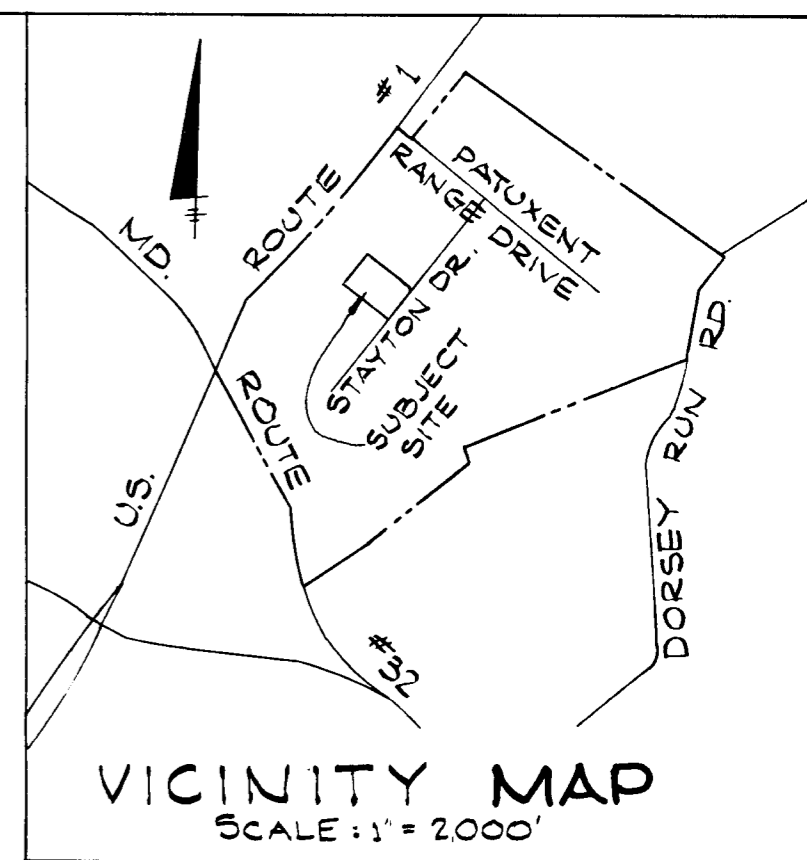 #1
PATUXENT
RANGE DRIVE
ROUTE
MD.
STAYTON DR.
RD.
SUBJECT
SITE
ROUTE
RUN
U.S.
DORSEY
#32
VICINITY MAP
SCALE: 1" = 2,000'